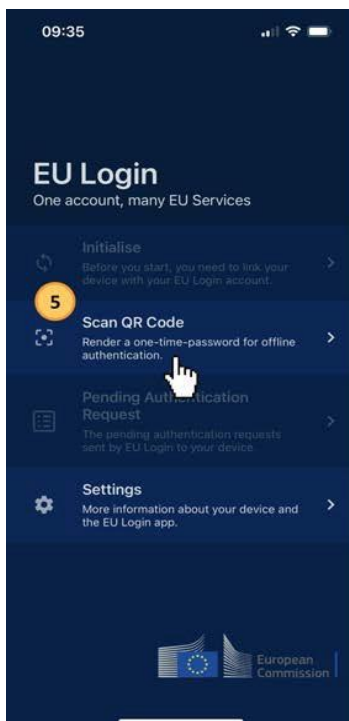 09:35
EU Login
One account, many EU Services
Initialise
Before you start, you need to link your
device with your EU Login account.
5
Scan QR Code
Render a one-time-password for offline
authentication.
Pending Authentication
Request
The pending authentication requests
sent by EU Login to your device
Settings
More information about your device and
the EU Login app.
European
Commission